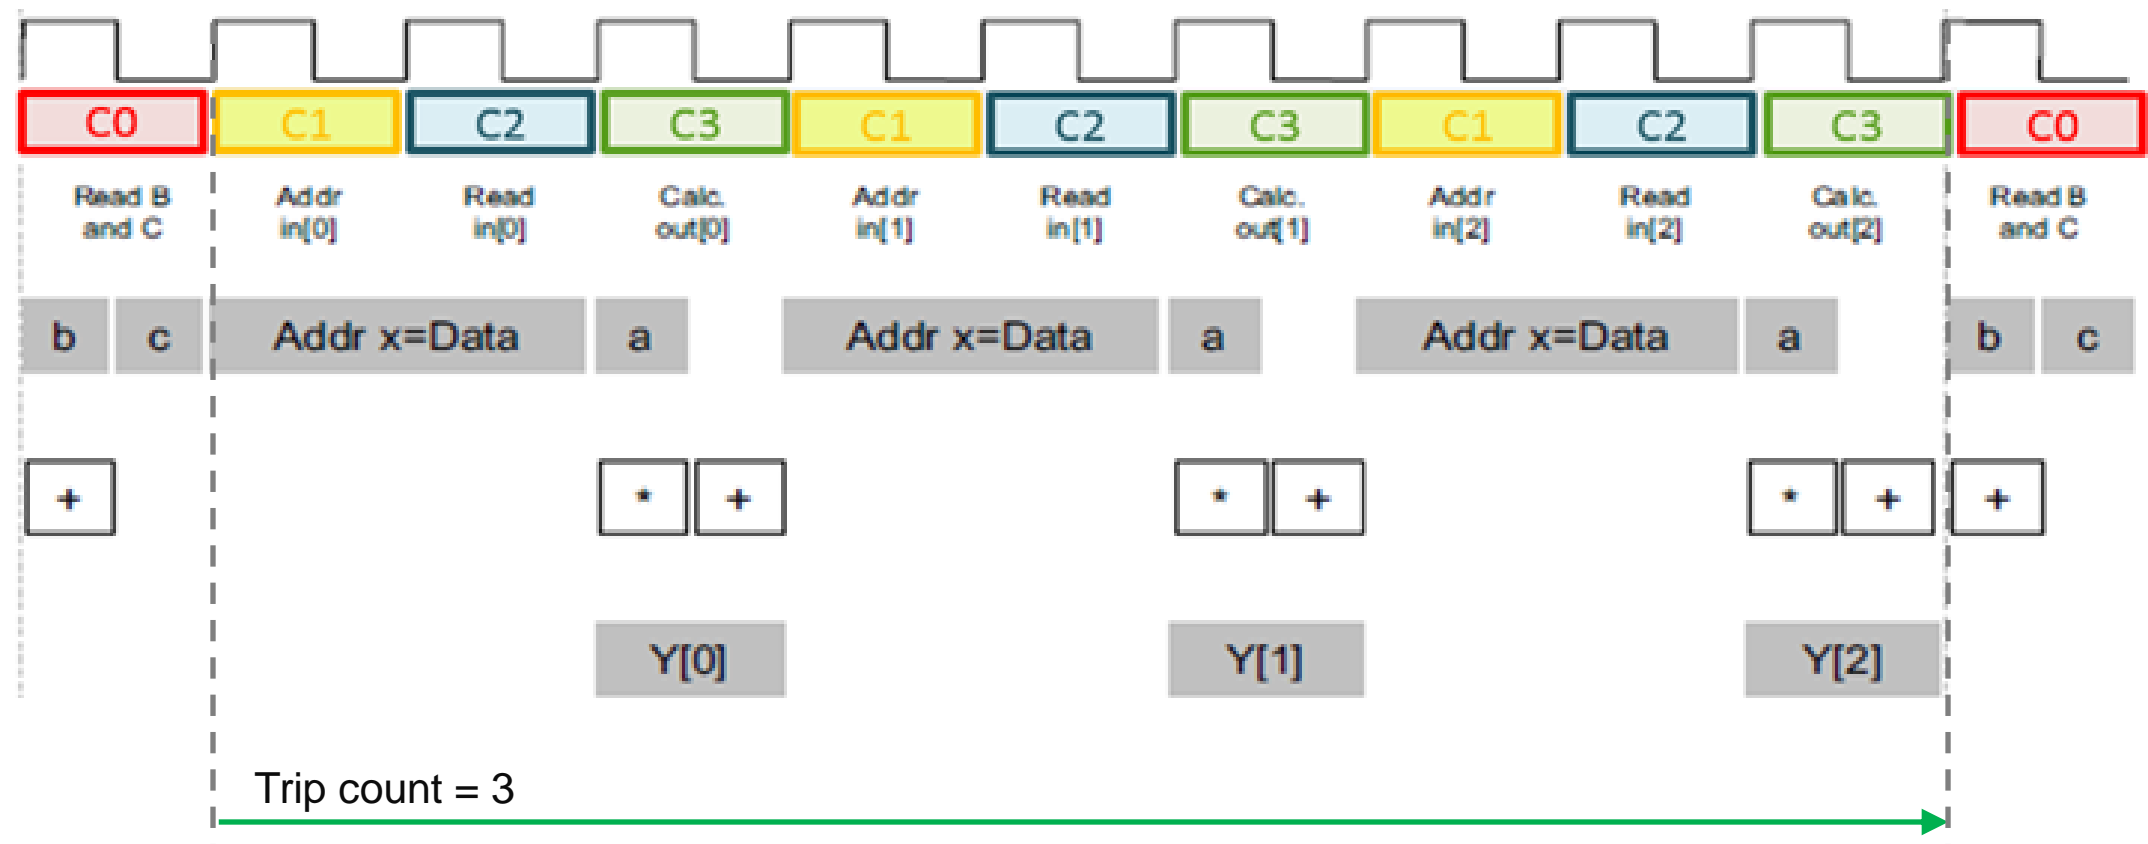 C0 C1 C2 C3 C1 C2 C3 C1 C2 C3 C0
Read B Addr Read Calc. Addr Read Calc. Addr Read Calc. Read B
and C in[0] in[0] out[0] in[1] in[1] out[1] in[2] in[2] out[2] and C
b c Addr x=Data a Addr x=Data a Addr x=Data a b c
+ * + * + * + +
Y[0] Y[1] Y[2]
Trip count = 3